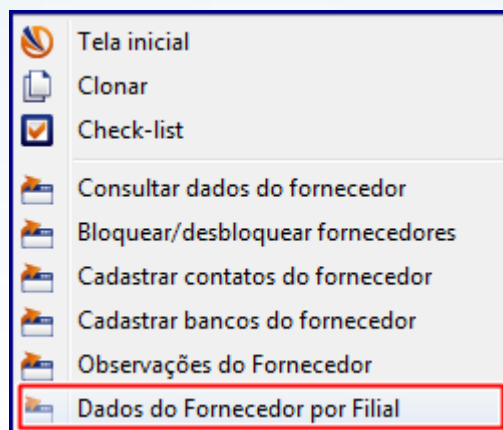 Tela inicial
Clonar
Check-list
Consultar dados do fornecedor
Bloquear/desbloquear fornecedores
Cadastrar contatos do fornecedor
Cadastrar bancos do fornecedor
Observações do Fornecedor
Dados do Fornecedor por Filial